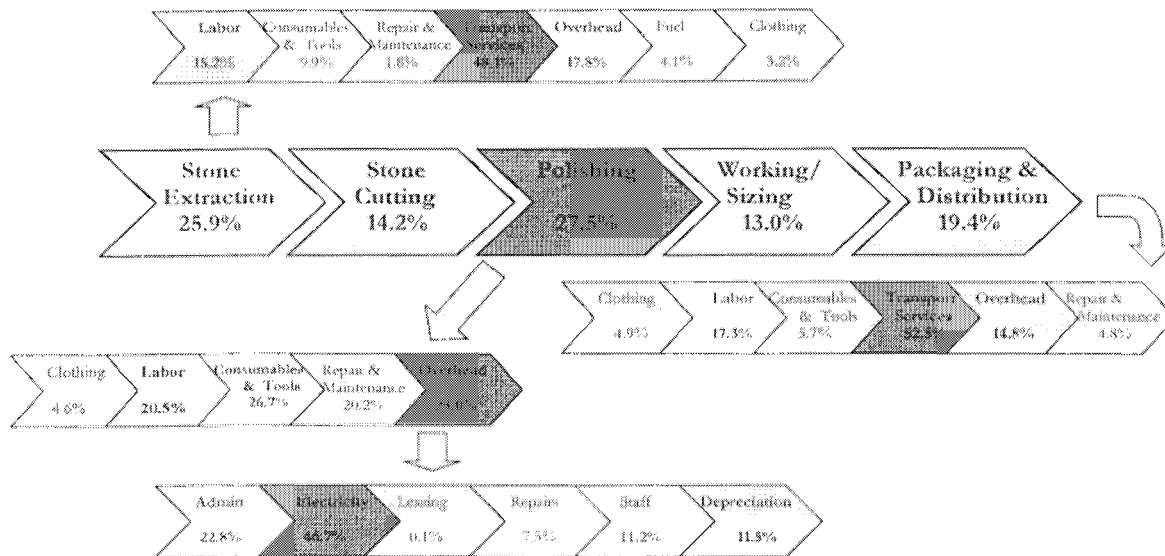 Labor
15.2%
Consumables
& Tools
9.9%
Repair &
Maintenance
1.8%
Transport
Services
48.1%
Overhead
17.8%
Fuel
4.1%
Clothing
3.2%
Stone
Extraction
25.9%
Stone
Cutting
14.2%
Polishing
27.5%
Working/
Sizing
13.0%
Packaging &
Distribution
19.4%
Clothing
4.9%
Labor
17.3%
Consumables
& Tools
5.7%
Transport
Services
52.5%
Overhead
14.8%
Repair &
Maintenance
4.8%
Clothing
4.6%
Labor
20.5%
Consumables
& Tools
26.7%
Repair &
Maintenance
20.2%
Overhead
Admin
22.8%
Electricity
46.7%
Leasing
0.1%
Repairs
7.5%
Staff
11.2%
Depreciation
11.5%